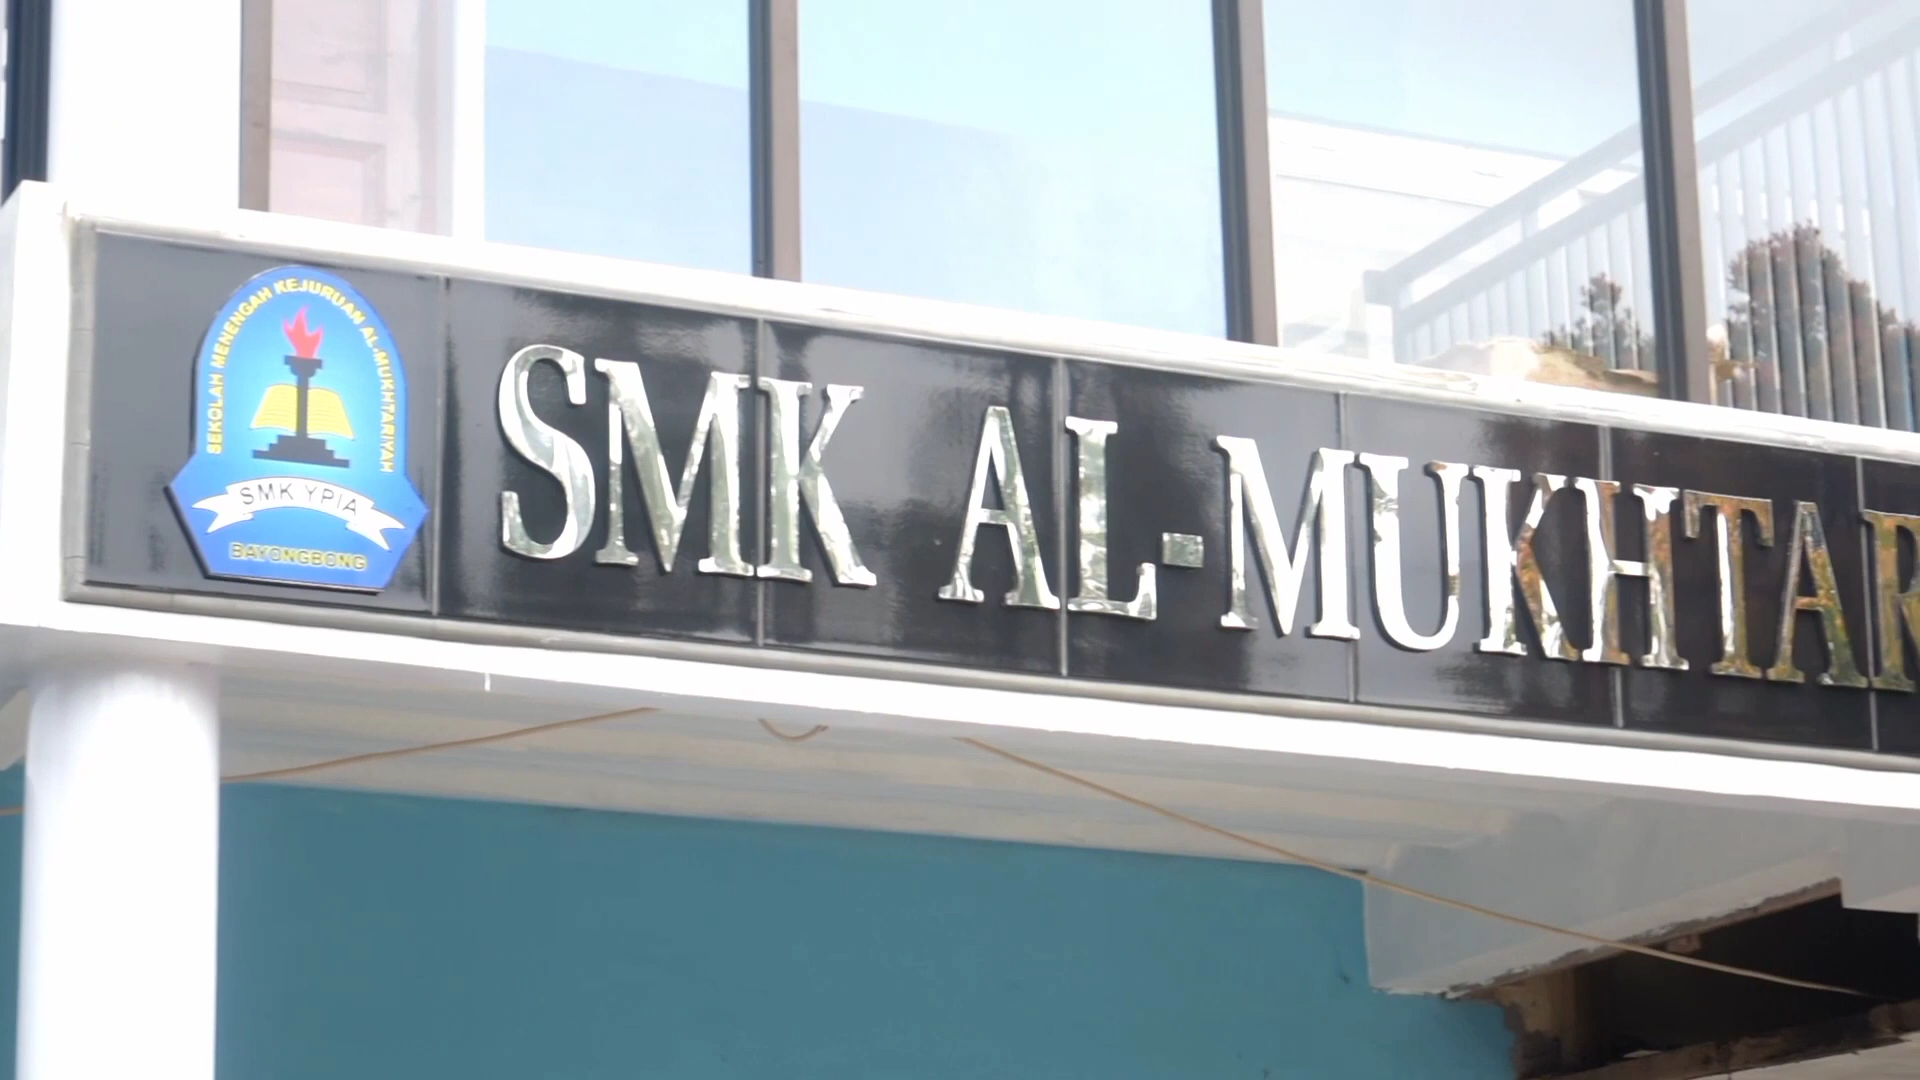 SEKOLAH MENENGAH KEJURUAN AL-MUKHTARIYAH
SMK YPIA
BAYONGBONG
SMK AL-MUKHTAR